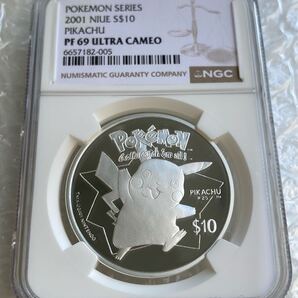 POKEMON SERIES
2001 NIUE S$10
PIKACHU
PF 69 ULTRA CAMEO
6657182-005
NUMISMATIC GUARANTY COMPANY
NGC
Pokémon
Gotta catch 'em all!
PIKACHU
#25
$10